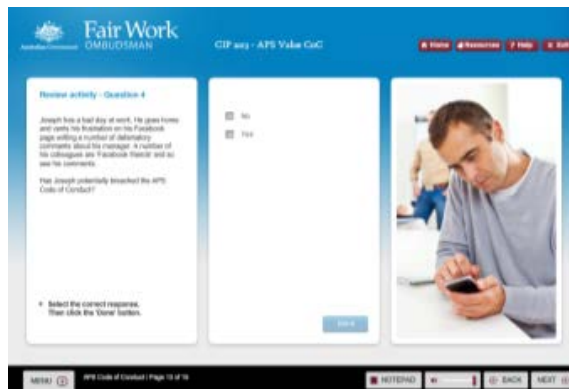 Fair Work
Australian Government
OMBUDSMAN
CIP 203 - APS Value CoC
Home
Resources
? Help
x Exit
Review activity - Question 4
Joseph has a bad day at work. He goes home
and vents his frustration on his Facebook
page writing a number of defamatory
comments about his manager. A number of
his colleagues are 'Facebook friends' and so
see his comments.
Has Joseph potentially breached the APS
Code of Conduct?
Select the correct response.
Then click the 'Done' button.
No
Yes
Done
MENU
APS Code of Conduct | Page 13 of 15
NOTEPAD
BACK
NEXT